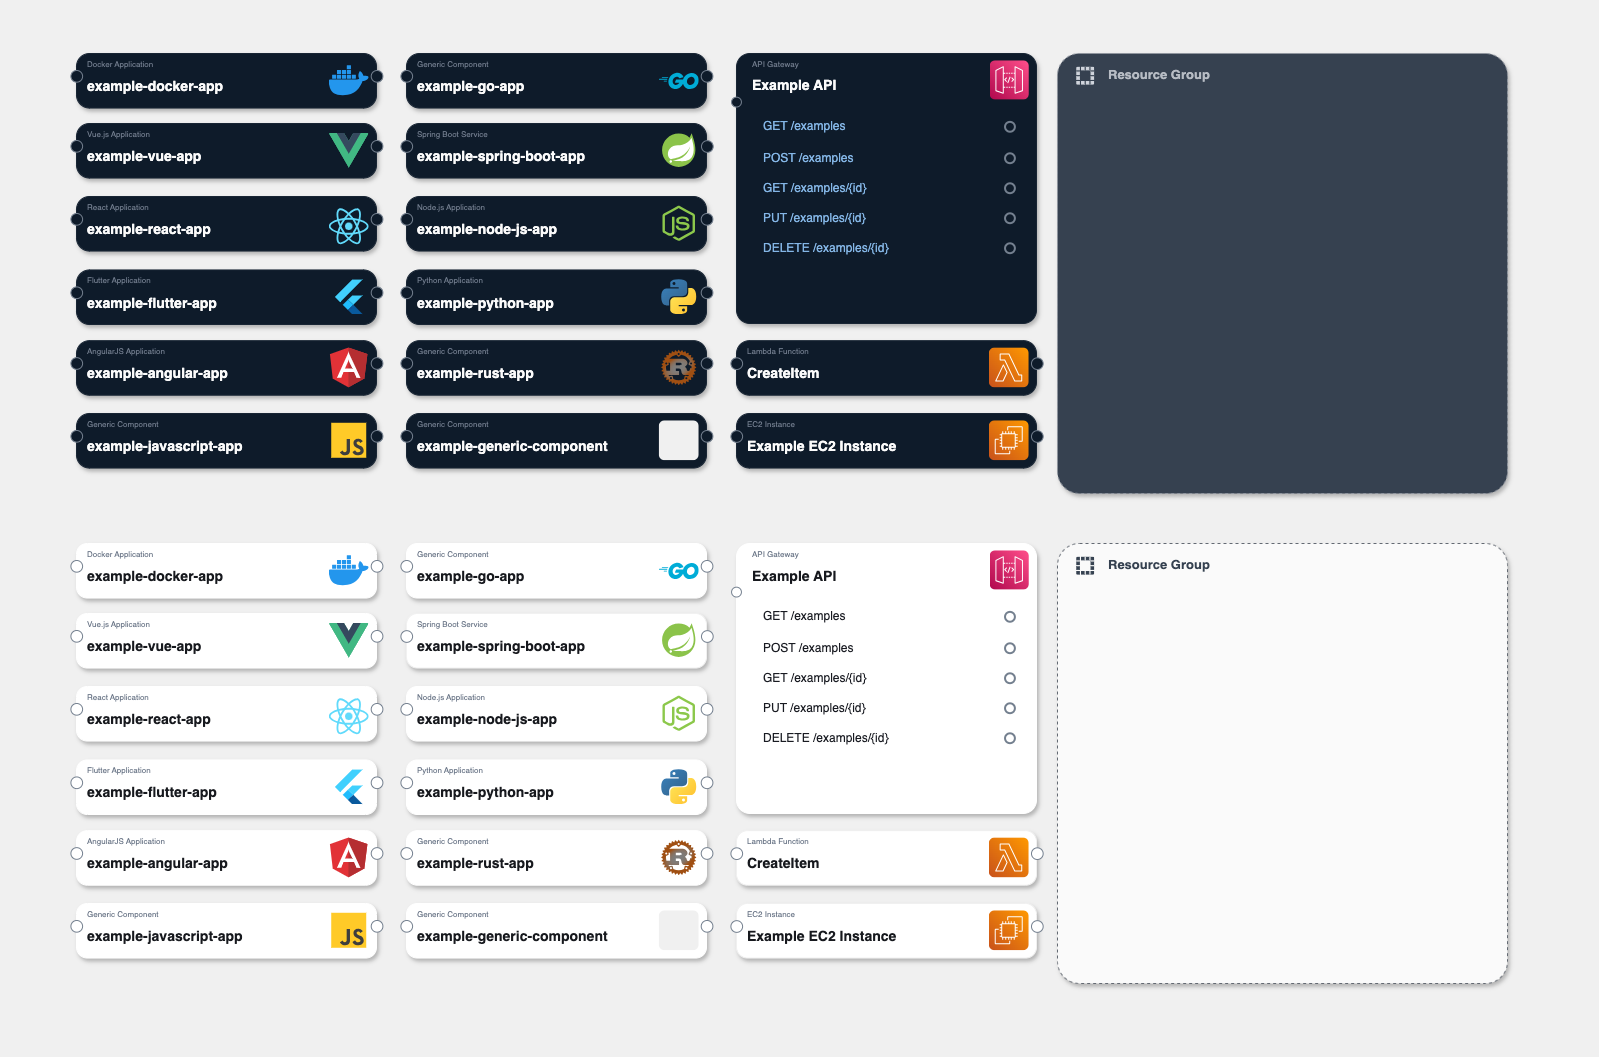 Docker Application
example-docker-app
Vue.js Application
example-vue-app
React Application
example-react-app
Flutter Application
example-flutter-app
AngularJS Application
example-angular-app
Generic Component
example-javascript-app
JS
Generic Component
example-go-app
GO
Spring Boot Service
example-spring-boot-app
Node.js Application
example-node-js-app
JS
Python Application
example-python-app
Generic Component
example-rust-app
R
Generic Component
example-generic-component
API Gateway
Example API
GET /examples
POST /examples
GET /examples/{id}
PUT /examples/{id}
DELETE /examples/{id}
Lambda Function
CreateItem
EC2 Instance
Example EC2 Instance
Resource Group
Docker Application
example-docker-app
Vue.js Application
example-vue-app
React Application
example-react-app
Flutter Application
example-flutter-app
AngularJS Application
example-angular-app
Generic Component
example-javascript-app
JS
Generic Component
example-go-app
GO
Spring Boot Service
example-spring-boot-app
Node.js Application
example-node-js-app
JS
Python Application
example-python-app
Generic Component
example-rust-app
R
Generic Component
example-generic-component
API Gateway
Example API
GET /examples
POST /examples
GET /examples/{id}
PUT /examples/{id}
DELETE /examples/{id}
Lambda Function
CreateItem
EC2 Instance
Example EC2 Instance
Resource Group